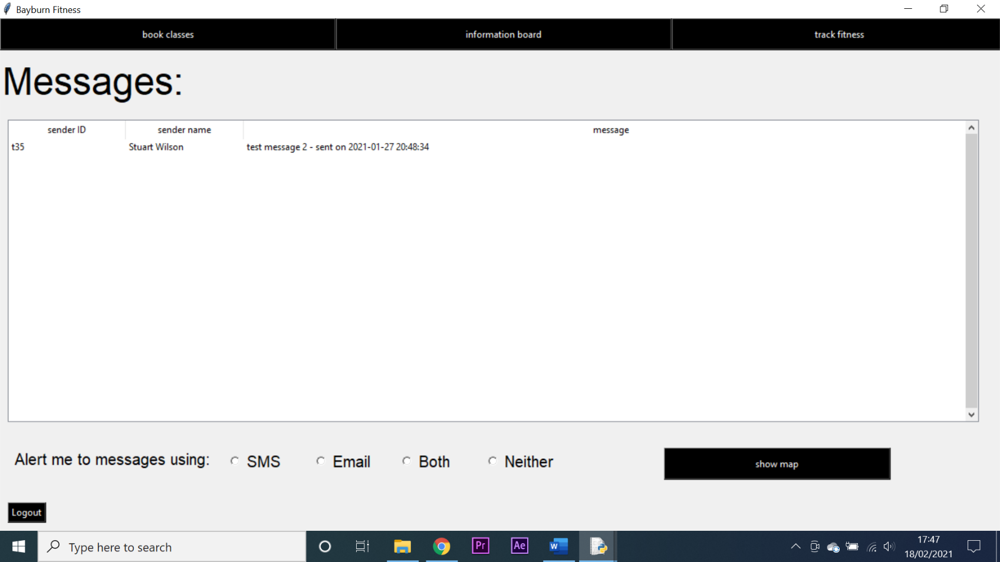 Bayburn Fitness
book classes information board track fitness
Messages:
sender ID sender name message
t35 Stuart Wilson test message 2 - sent on 2021-01-27 20:48:34
Alert me to messages using: SMS Email Both Neither show map
Logout
Type here to search Pr Ae W 17:47
18/02/2021